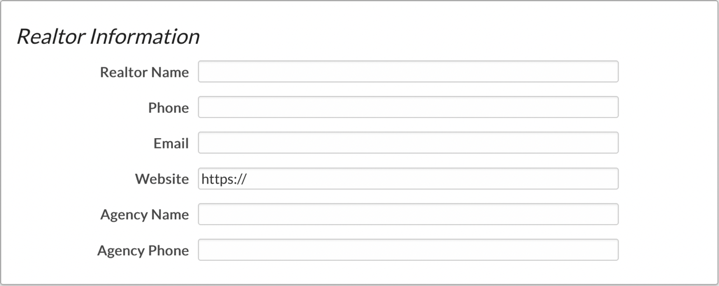 Realtor Information
Realtor Name
Phone
Email
Website https://
Agency Name
Agency Phone